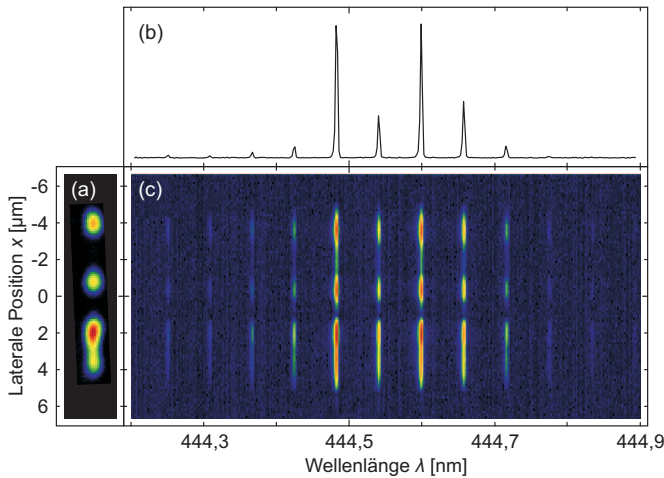 (b)
(a)
(c)
-6
-4
-2
0
2
4
6
Laterale Position x [µm]
444,3
444,5
444,7
444,9
Wellenlänge λ [nm]